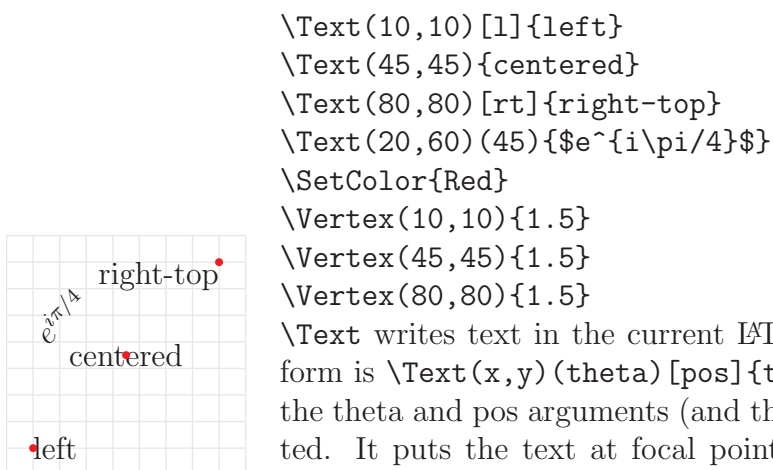 \Text(10,10)[l]{left}
\Text(45,45){centered}
\Text(80,80)[rt]{right-top}
\Text(20,60)(45){$e^{i\pi/4}$}
\SetColor{Red}
\Vertex(10,10){1.5}
\Vertex(45,45){1.5}
\Vertex(80,80){1.5}
\Text writes text in the current LAT
form is \Text(x,y)(theta)[pos]{t
the theta and pos arguments (and th
ted. It puts the text at focal point
right-top
e^{iπ/4}
centered
left